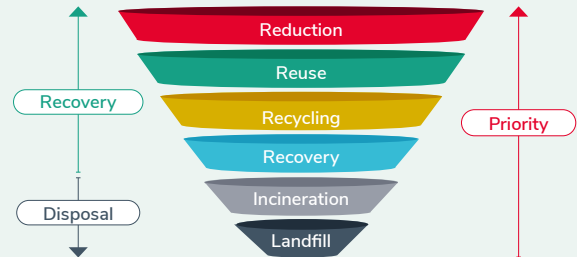 Reduction
Reuse
Recovery
Recycling
Priority
Recovery
Incineration
Disposal
Landfill